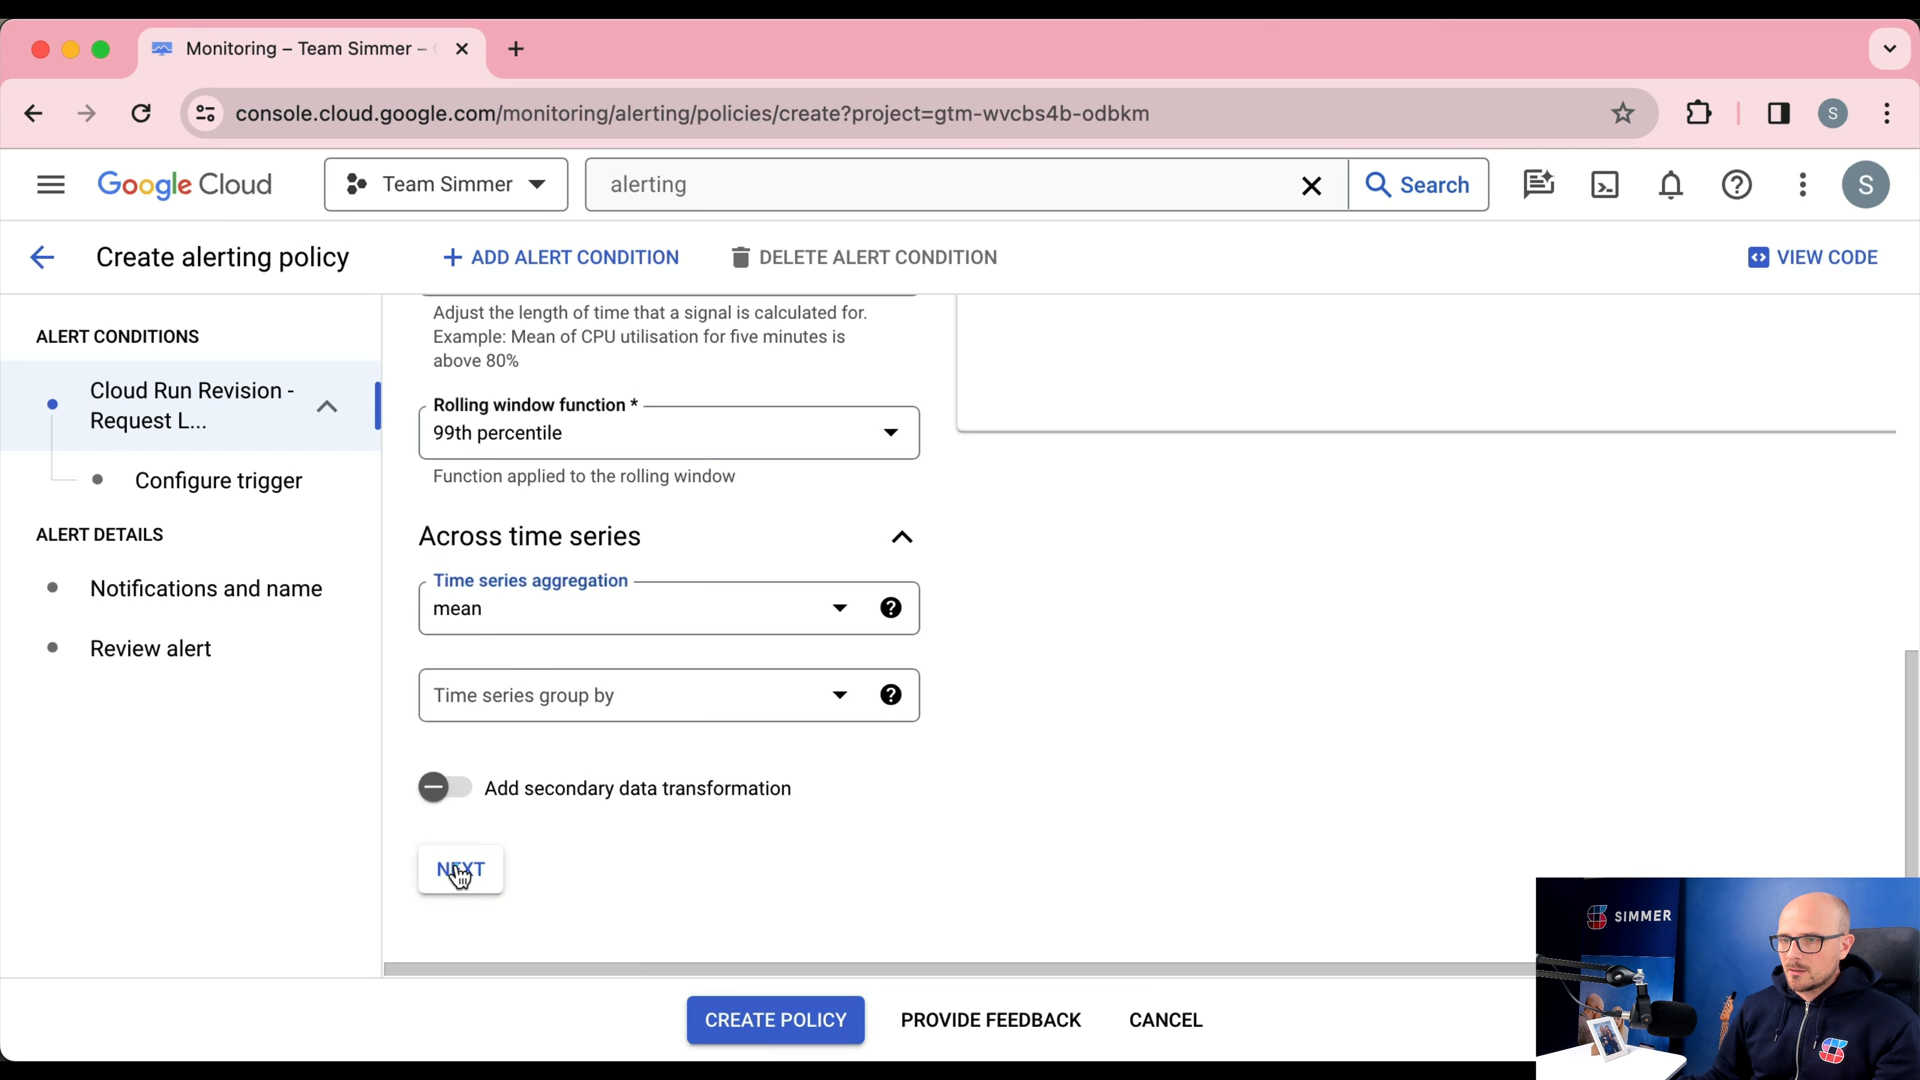 Monitoring – Team Simmer –
console.cloud.google.com/monitoring/alerting/policies/create?project=gtm-wvcbs4b-odbkm
S
Google Cloud
Team Simmer
alerting
Search
S
Create alerting policy
ADD ALERT CONDITION
DELETE ALERT CONDITION
VIEW CODE
ALERT CONDITIONS
Cloud Run Revision -
Request L...
Configure trigger
ALERT DETAILS
Notifications and name
Review alert
Adjust the length of time that a signal is calculated for.
Example: Mean of CPU utilisation for five minutes is
above 80%
Rolling window function *
99th percentile
Function applied to the rolling window
Across time series
Time series aggregation
mean
Time series group by
Add secondary data transformation
NEXT
CREATE POLICY
PROVIDE FEEDBACK
CANCEL
SIMMER